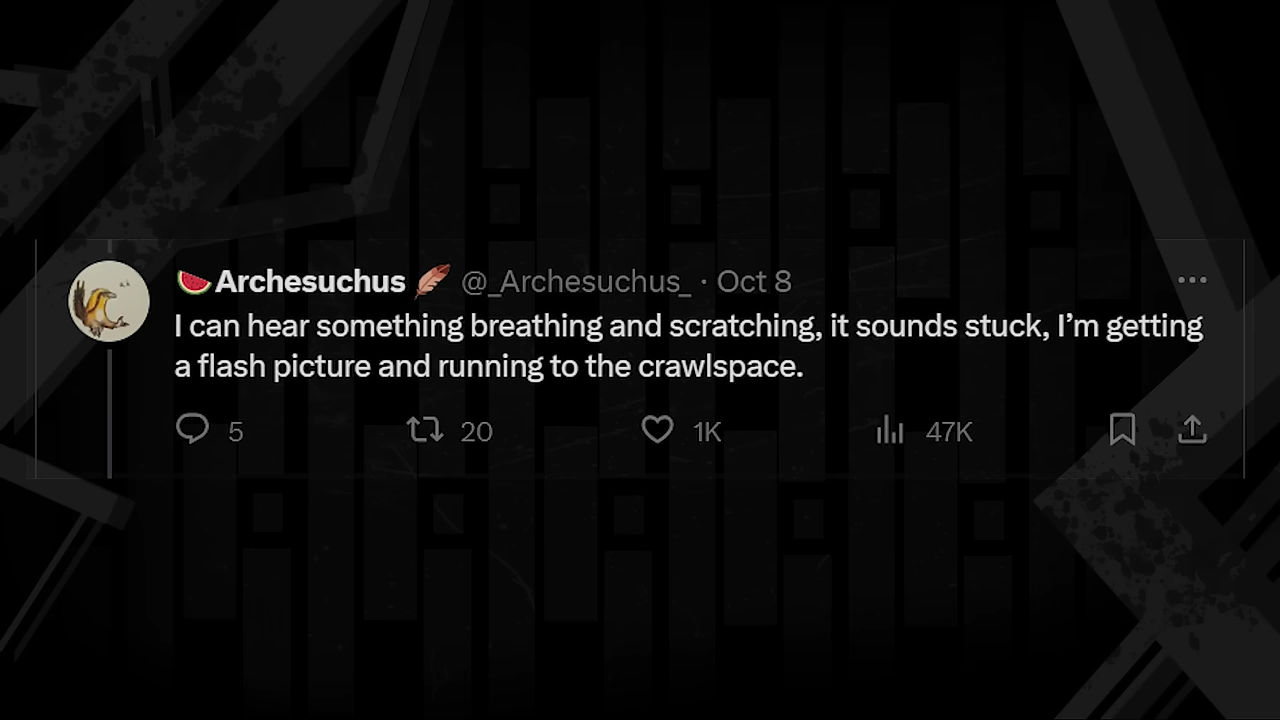 🍉Archesuchus 🪶 @_Archesuchus_ · Oct 8
I can hear something breathing and scratching, it sounds stuck, I’m getting
a flash picture and running to the crawlspace.
5 20 1K 47K